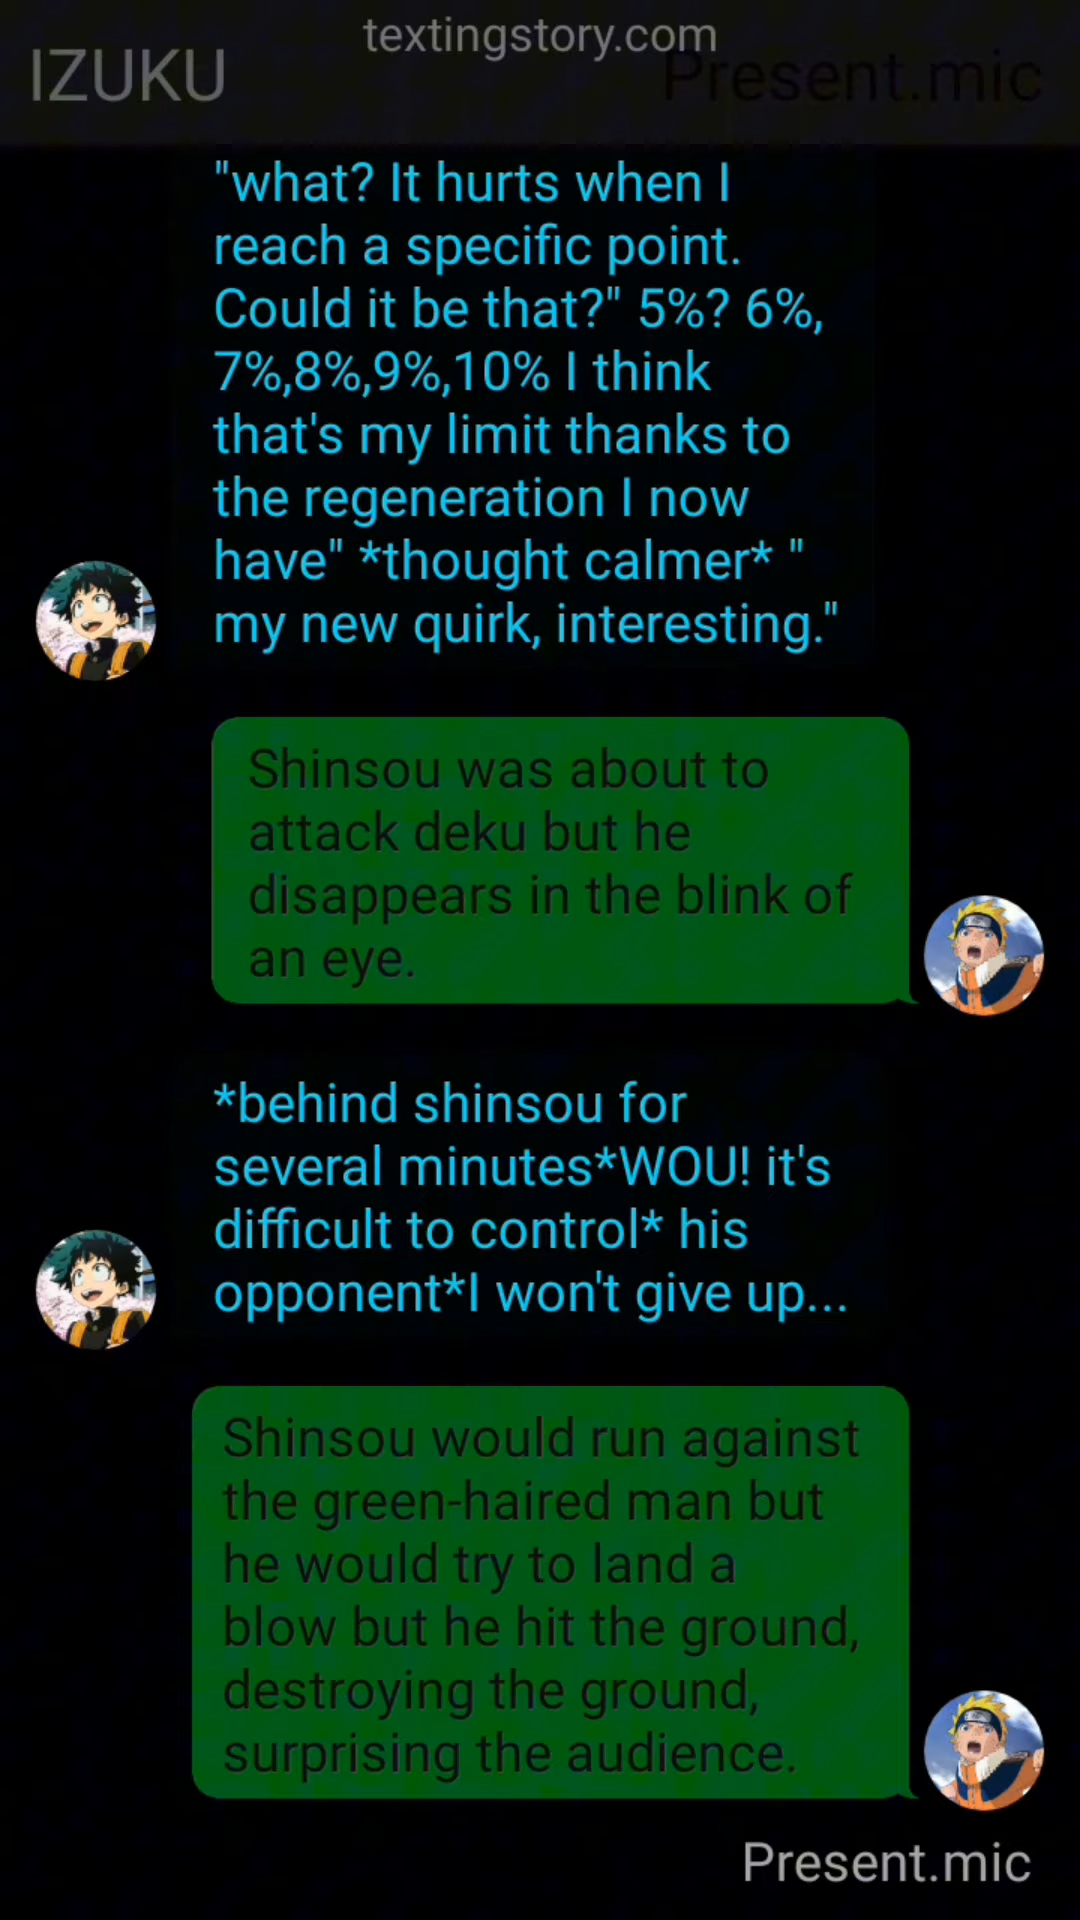 textingstory.com
IZUKU
Present.mic
"what? It hurts when I
reach a specific point.
Could it be that?" 5%? 6%,
7%,8%,9%,10% I think
that's my limit thanks to
the regeneration I now
have" *thought calmer* "
my new quirk, interesting."
Shinsou was about to
attack deku but he
disappears in the blink of
an eye.
*behind shinsou for
several minutes*WOU! it's
difficult to control* his
opponent*I won't give up...
Shinsou would run against
the green-haired man but
he would try to land a
blow but he hit the ground,
destroying the ground,
surprising the audience.
Present.mic